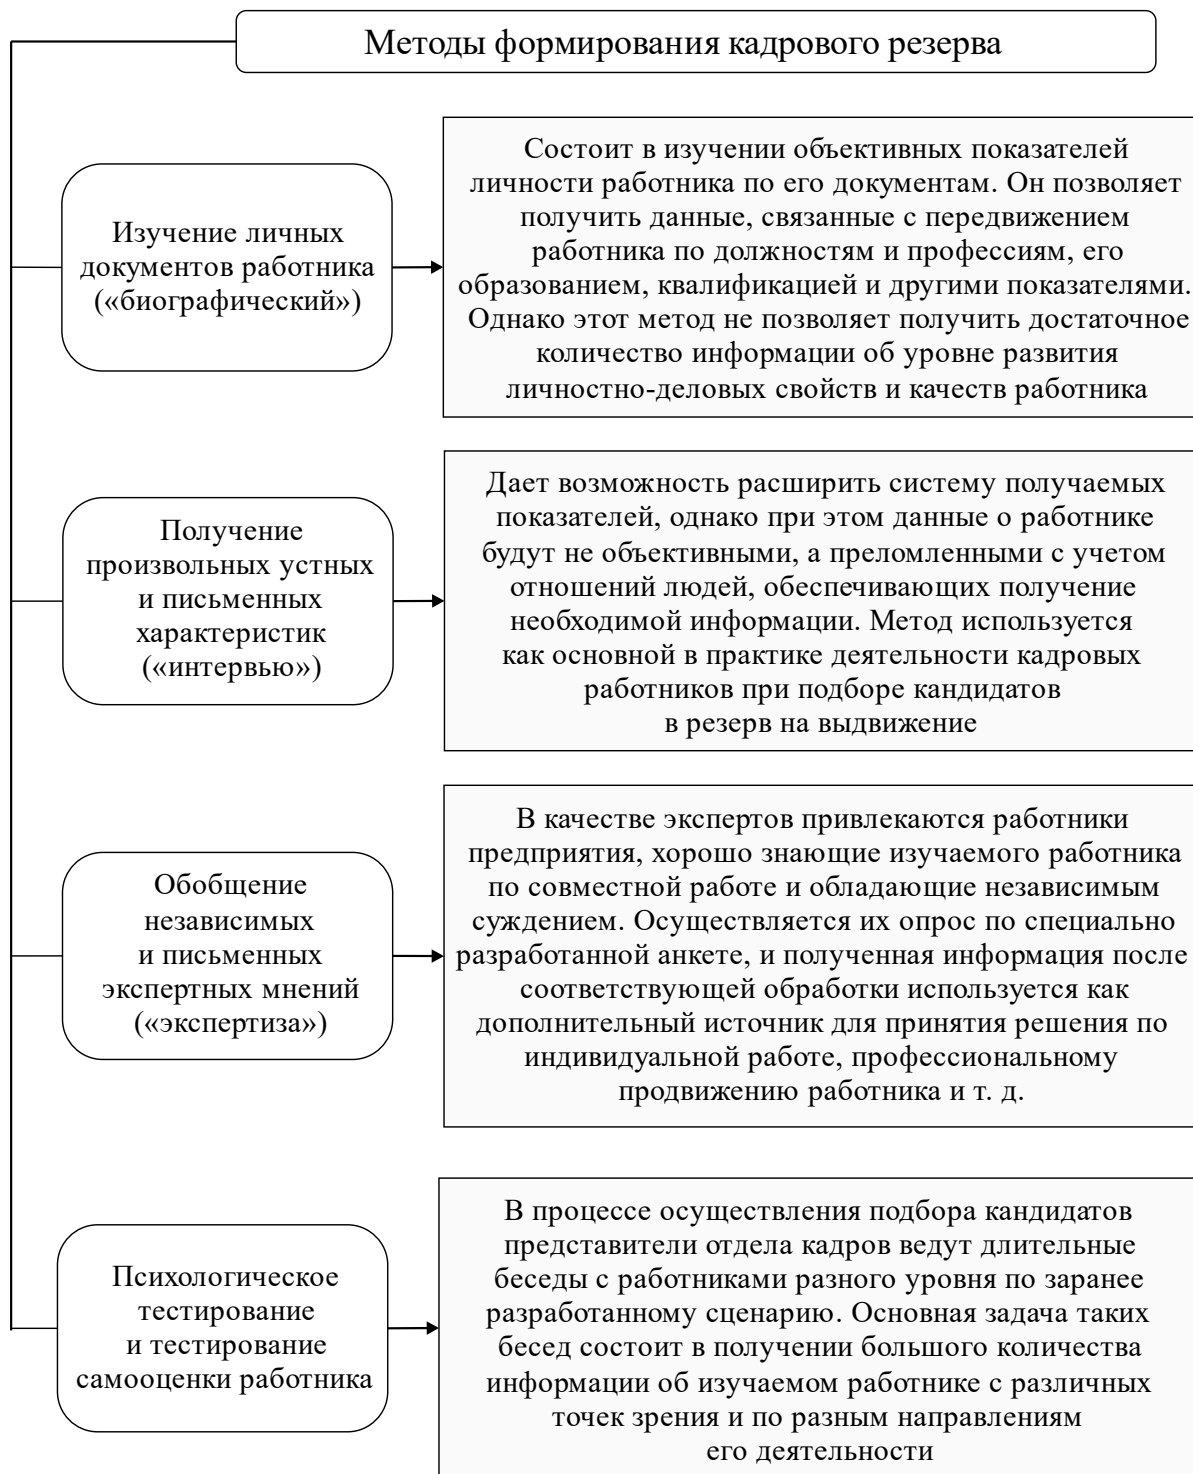 Методы формирования кадрового резерва
Изучение личных
документов работника
(«биографический»)
Состоит в изучении объективных показателей
личности работника по его документам. Он позволяет
получить данные, связанные с передвижением
работника по должностям и профессиям, его
образованием, квалификацией и другими показателями.
Однако этот метод не позволяет получить достаточное
количество информации об уровне развития
личностно-деловых свойств и качеств работника
Получение
произвольных устных
и письменных
характеристик
(«интервью»)
Дает возможность расширить систему получаемых
показателей, однако при этом данные о работнике
будут не объективными, а преломленными с учетом
отношений людей, обеспечивающих получение
необходимой информации. Метод используется
как основной в практике деятельности кадровых
работников при подборе кандидатов
в резерв на выдвижение
Обобщение
независимых
и письменных
экспертных мнений
(«экспертиза»)
В качестве экспертов привлекаются работники
предприятия, хорошо знающие изучаемого работника
по совместной работе и обладающие независимым
суждением. Осуществляется их опрос по специально
разработанной анкете, и полученная информация после
соответствующей обработки используется как
дополнительный источник для принятия решения по
индивидуальной работе, профессиональному
продвижению работника и т. д.
Психологическое
тестирование
и тестирование
самооценки работника
В процессе осуществления подбора кандидатов
представители отдела кадров ведут длительные
беседы с работниками разного уровня по заранее
разработанному сценарию. Основная задача таких
бесед состоит в получении большого количества
информации об изучаемом работнике с различных
точек зрения и по разным направлениям
его деятельности